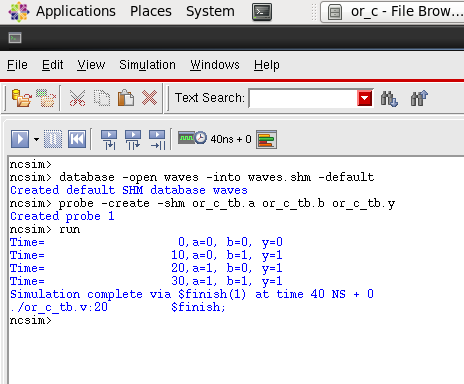 Applications Places System
or_c - File Brow...
File Edit View Simulation Windows Help
Text Search:
40ns + 0
ncsim>
ncsim> database -open waves -into waves.shm -default
Created default SHM database waves
ncsim> probe -create -shm or_c_tb.a or_c_tb.b or_c_tb.y
Created probe 1
ncsim> run
Time= 0,a=0, b=0, y=0
Time= 10,a=0, b=1, y=1
Time= 20,a=1, b=0, y=1
Time= 30,a=1, b=1, y=1
Simulation complete via $finish(1) at time 40 NS + 0
./or_c_tb.v:20 $finish;
ncsim>